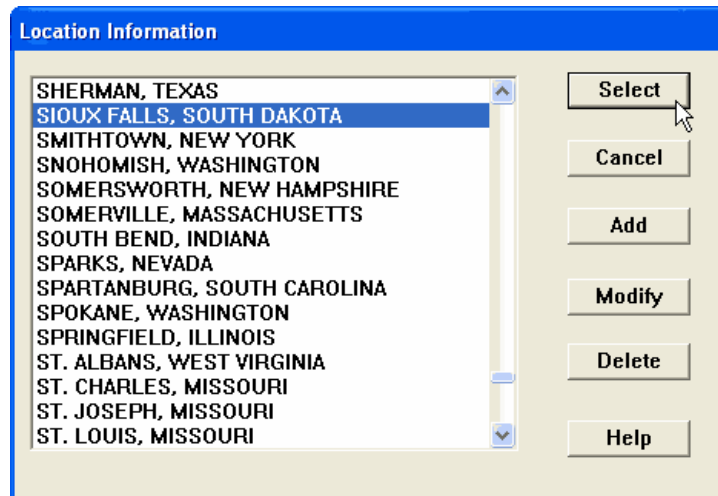 Location Information
SHERMAN, TEXAS
SIOUX FALLS, SOUTH DAKOTA
SMITHTOWN, NEW YORK
SNOHOMISH, WASHINGTON
SOMERSWORTH, NEW HAMPSHIRE
SOMERVILLE, MASSACHUSETTS
SOUTH BEND, INDIANA
SPARKS, NEVADA
SPARTANBURG, SOUTH CAROLINA
SPOKANE, WASHINGTON
SPRINGFIELD, ILLINOIS
ST. ALBANS, WEST VIRGINIA
ST. CHARLES, MISSOURI
ST. JOSEPH, MISSOURI
ST. LOUIS, MISSOURI
Select
Cancel
Add
Modify
Delete
Help